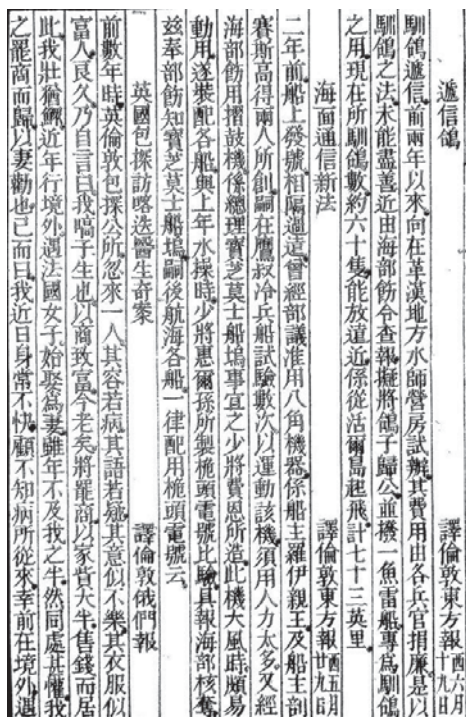 遞信鴿　譯倫敦東方報 酉六月十九日
馴鴿遞信前兩年以來向在革漢地方水師營房試辦其費用由各兵官捐廉是以
馴鴿之法未能盡善近由海部飭令查報擬將鴿子歸公並撥一魚雷船專爲馴鴿
之用現在所馴鴿數約六十隻能放遠近係從活爾昌起飛計七十二英里
海面通信新法　譯倫敦東方報 酉五月廿九日
二年前船上發號相隔過遠曾經部議准用八角機器係船主羅伊親王及船主剖
賽斯高得兩人所創嗣在鷹叔冷兵船試驗數次以運動該機須用人力太多又經
海部飭用摺鼓機係總理寶芝莫士船塢事宜之少將費恩所造此機大風時頗易
動用遂裝配各船與上年水操時少將惠爾孫所製桅頭電號比驗具報海部核奪
茲奉部飭知寶芝莫士船塢嗣後航海各船一律配用桅頭電號云
英國包探訪喀迭醫生奇案　譯倫敦俄們報
前數年時英倫敦包探公所忽來一人其容若病其語若癡其意似不樂其衣服似
富人良久乃自言曰我嗝子生也以商致富今老矣將罷商以家貲大半售錢而居
此我壯猶鰥近年行境外遇法國女子始娶爲妻雖年不及我之半然同處甚懽我
之罷商而歸以妻勸也已而曰我近日身常不快顧不知病所從來幸前在境外遇